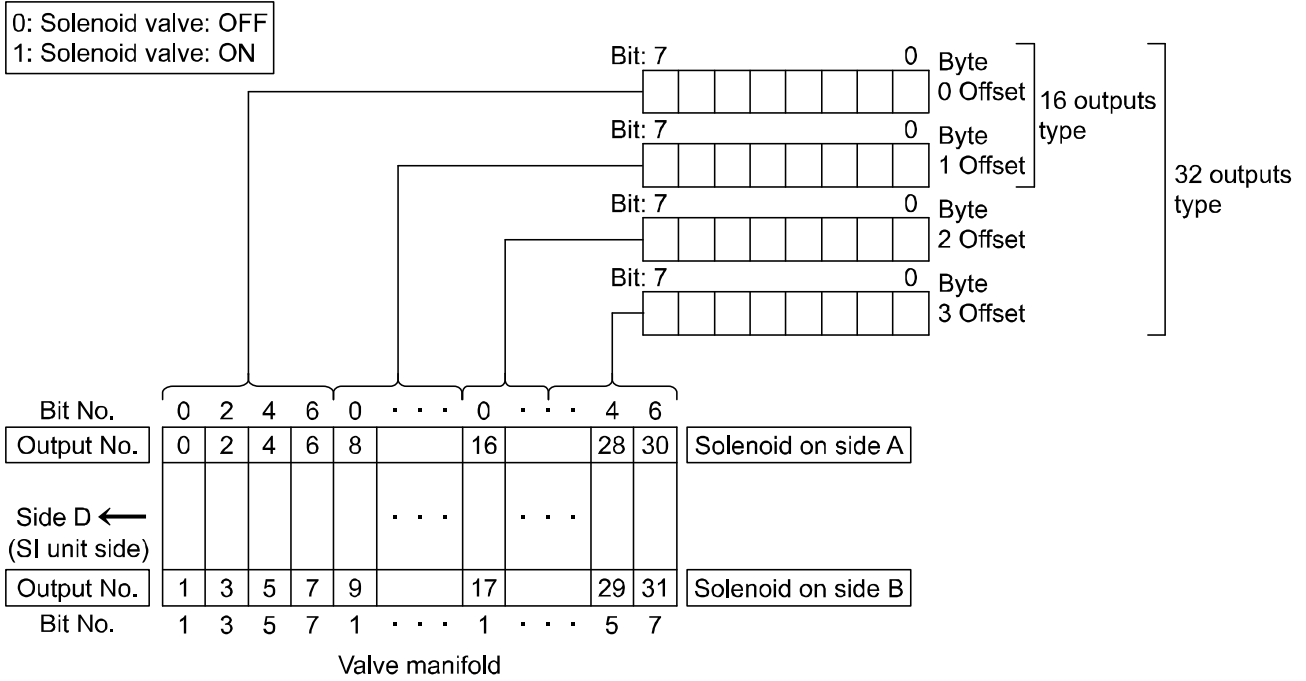 0: Solenoid valve: OFF
1: Solenoid valve: ON
Bit: 7 0 Byte
0 Offset
Bit: 7 0 Byte
1 Offset
16 outputs
type
Bit: 7 0 Byte
2 Offset
Bit: 7 0 Byte
3 Offset
32 outputs
type
Bit No. 0 2 4 6 0 · · · 0 · · · 4 6
Output No. 0 2 4 6 8 16 28 30 Solenoid on side A
Side D ← · · · · · ·
(SI unit side)
Output No. 1 3 5 7 9 17 29 31 Solenoid on side B
Bit No. 1 3 5 7 1 · · · 1 · · · 5 7
Valve manifold